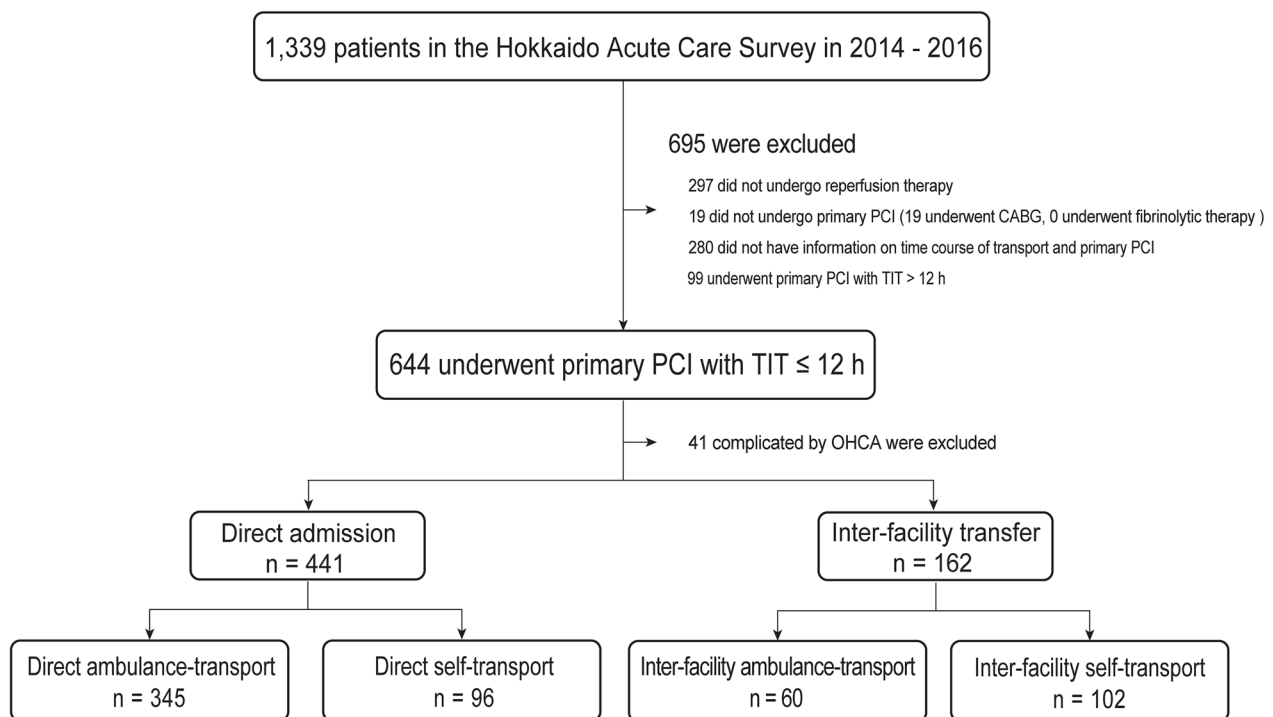 1,339 patients in the Hokkaido Acute Care Survey in 2014 - 2016
695 were excluded
297 did not undergo reperfusion therapy
19 did not undergo primary PCI (19 underwent CABG, 0 underwent fibrinolytic therapy )
280 did not have information on time course of transport and primary PCI
99 underwent primary PCI with TIT > 12 h
644 underwent primary PCI with TIT ≤ 12 h
41 complicated by OHCA were excluded
Direct admission
n = 441
Inter-facility transfer
n = 162
Direct ambulance-transport
n = 345
Direct self-transport
n = 96
Inter-facility ambulance-transport
n = 60
Inter-facility self-transport
n = 102